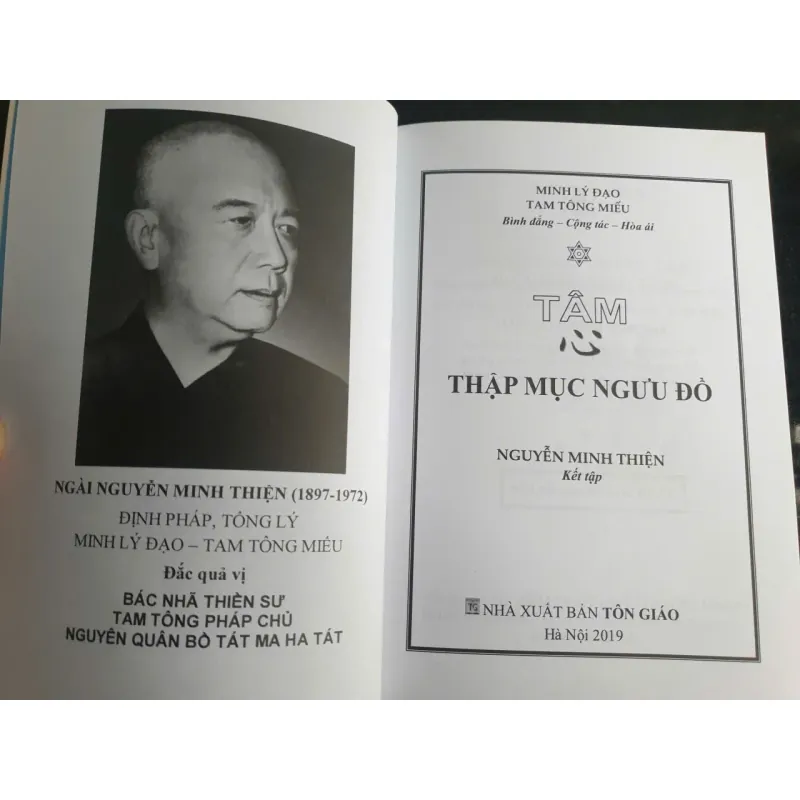 NGÀI NGUYỄN MINH THIỆN (1897-1972)
ĐỊNH PHÁP, TỔNG LÝ
MINH LÝ ĐẠO – TAM TÔNG MIẾU
Đắc quả vị
BÁC NHÃ THIỀN SƯ
TAM TÔNG PHÁP CHỦ
NGUYÊN QUÂN BỒ TÁT MA HA TÁT
MINH LÝ ĐẠO
TAM TÔNG MIẾU
Bình đẳng – Cộng tác – Hòa ái
TÂM
心
THẬP MỤC NGƯU ĐỒ
NGUYỄN MINH THIỆN
Kết tập
TG NHÀ XUẤT BẢN TÔN GIÁO
Hà Nội 2019